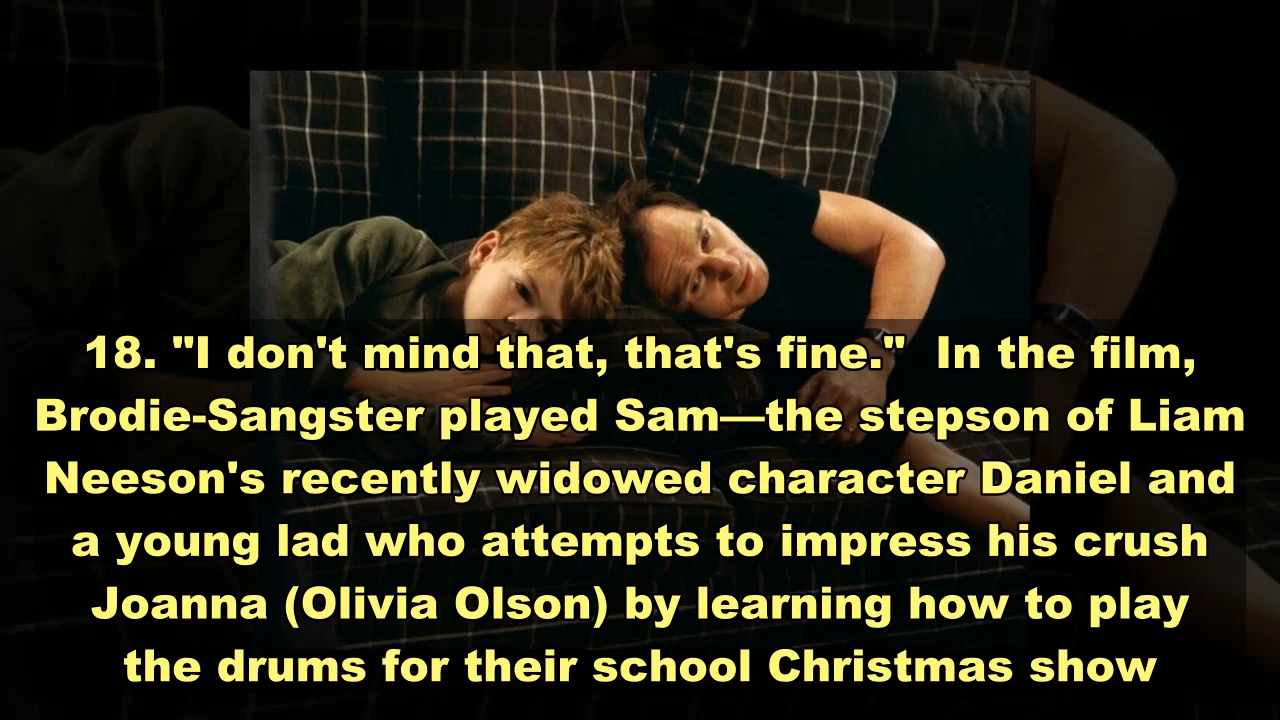 18. "I don't mind that, that's fine."  In the film,
Brodie-Sangster played Sam—the stepson of Liam
Neeson's recently widowed character Daniel and
a young lad who attempts to impress his crush
Joanna (Olivia Olson) by learning how to play
the drums for their school Christmas show